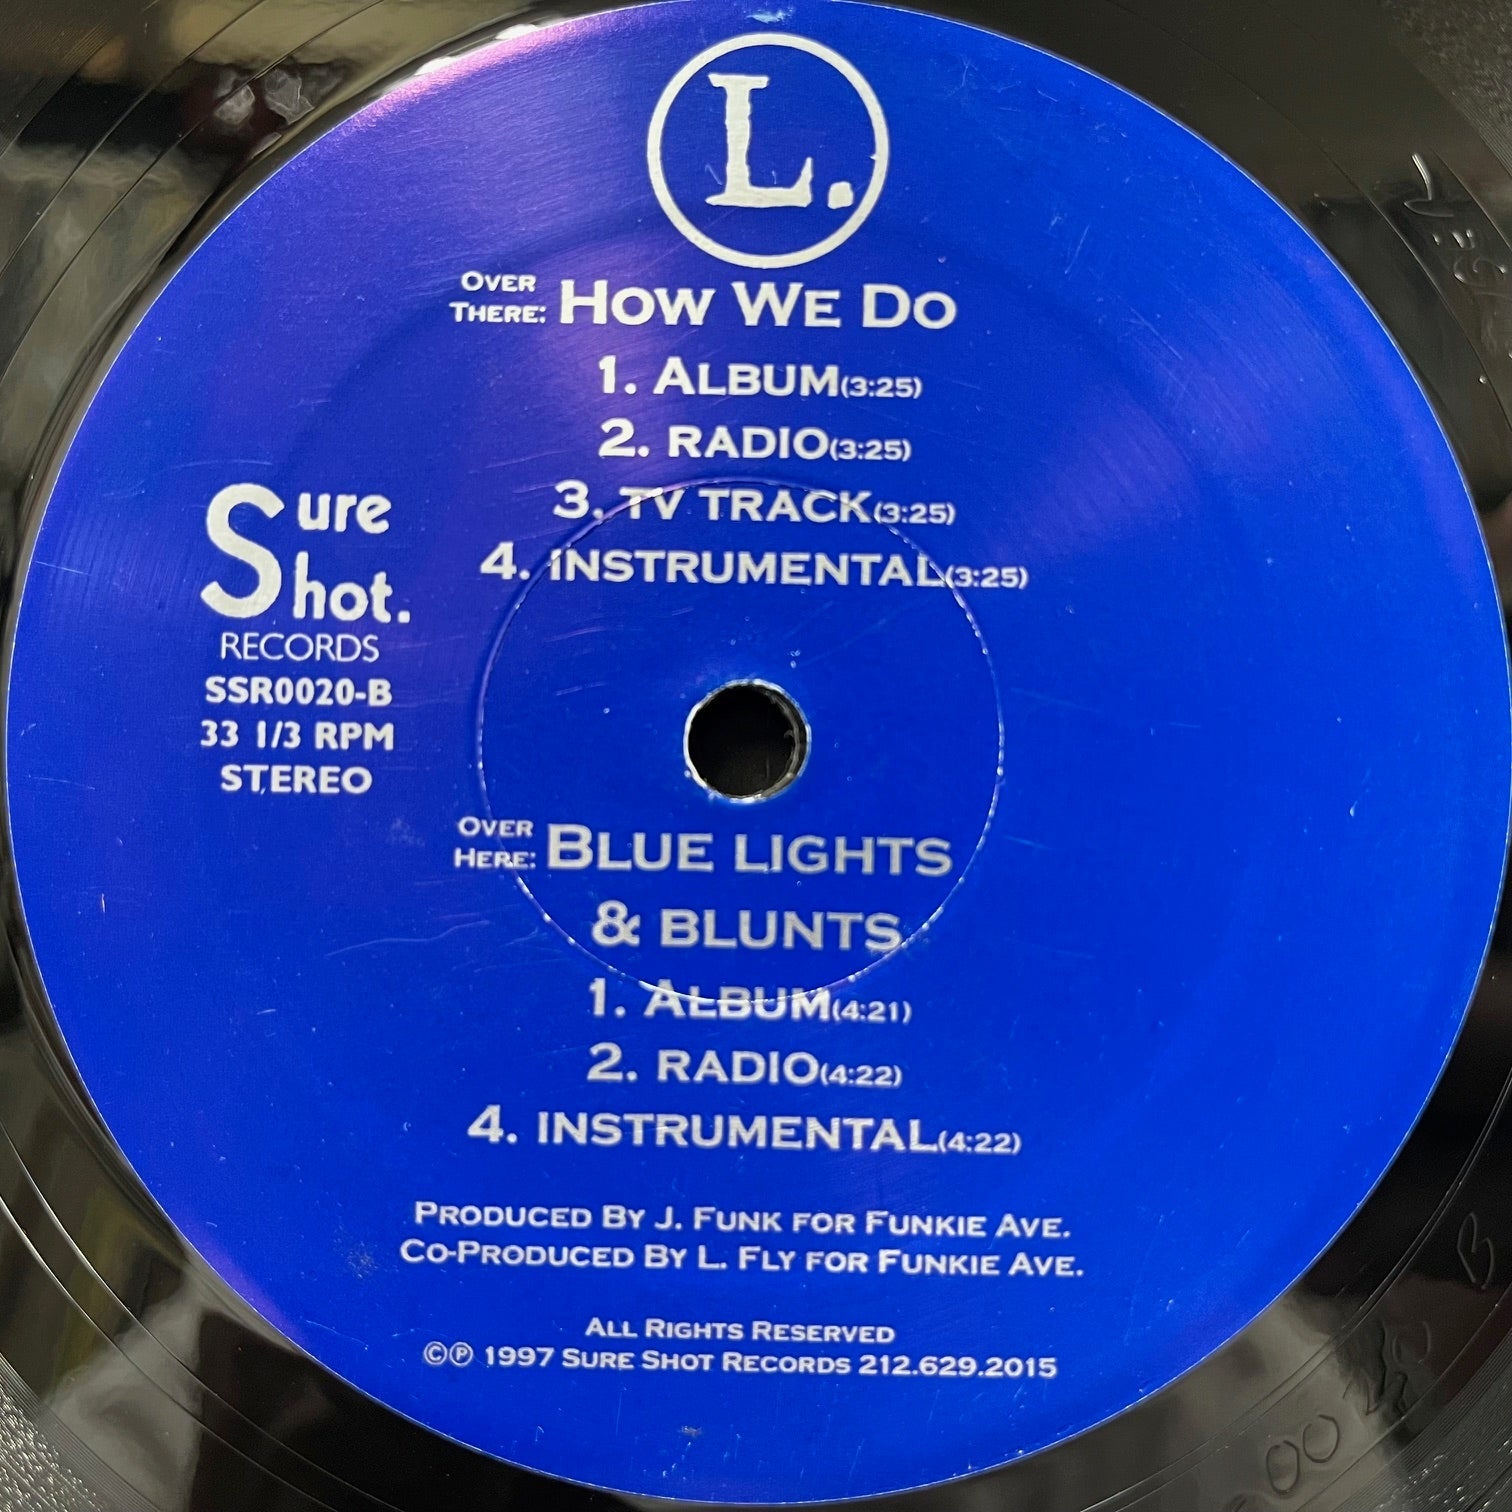 L.
OVER
THERE: HOW WE DO
1. ALBUM(3:25)
2. RADIO(3:25)
3. TV TRACK(3:25)
4. INSTRUMENTAL(3:25)
Sure
Shot.
RECORDS
SSR0020-B
33 1/3 RPM
STEREO
OVER
HERE: BLUE LIGHTS
& BLUNTS
1. ALBUM(4:21)
2. RADIO(4:22)
4. INSTRUMENTAL(4:22)
PRODUCED BY J. FUNK FOR FUNKIE AVE.
CO-PRODUCED BY L. FLY FOR FUNKIE AVE.
ALL RIGHTS RESERVED
©℗ 1997 SURE SHOT RECORDS 212.629.2015
B